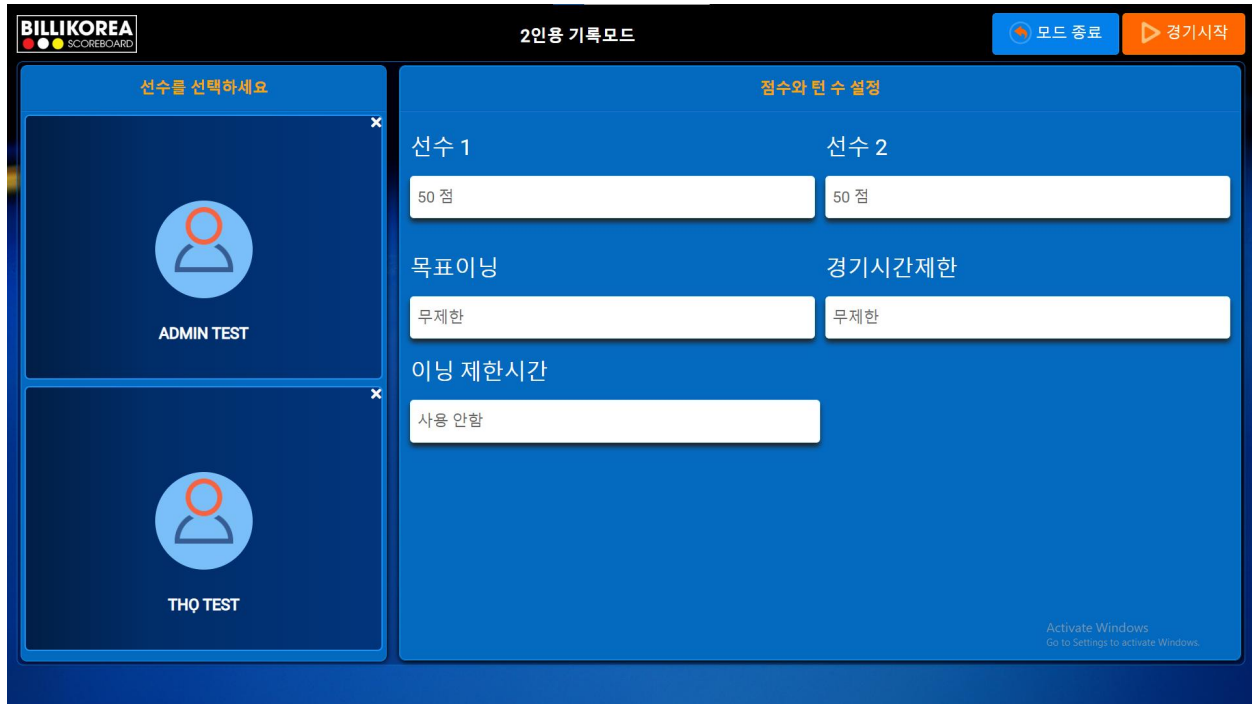 BILLIKOREA
SCOREBOARD
2인용 기록모드
모드 종료
경기시작
선수를 선택하세요
ADMIN TEST
THỌ TEST
점수와 턴 수 설정
선수 1
선수 2
50 점
50 점
목표이닝
경기시간제한
무제한
무제한
이닝 제한시간
사용 안함
Activate Windows
Go to Settings to activate Windows.